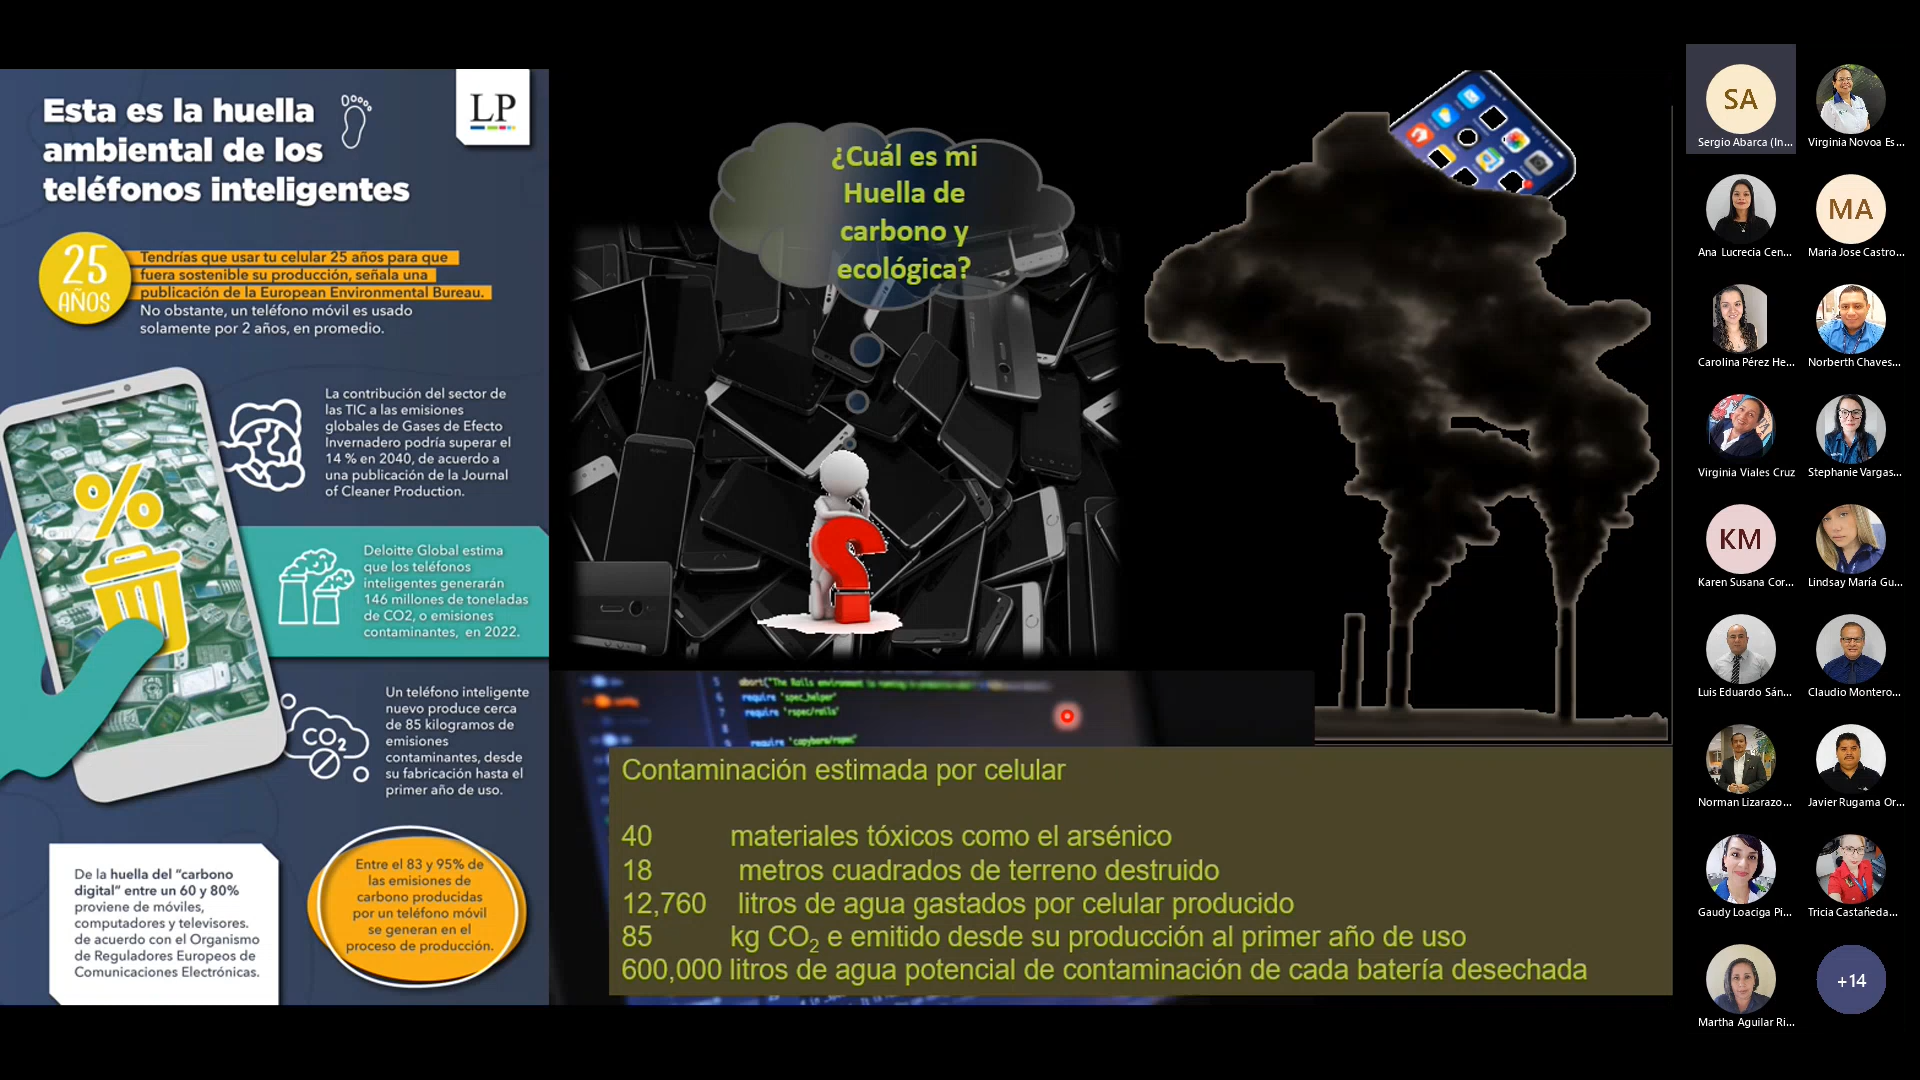 Esta es la huella
ambiental de los
teléfonos inteligentes
LP
25
AÑOS
Tendrías que usar tu celular 25 años para que
fuera sostenible su producción, señala una
publicación de la European Environmental Bureau.
No obstante, un teléfono móvil es usado
solamente por 2 años, en promedio.
La contribución del sector de
las TIC a las emisiones
globales de Gases de Efecto
Invernadero podría superar el
14 % en 2040, de acuerdo a
una publicación de la Journal
of Cleaner Production.
%
Deloitte Global estima
que los teléfonos
inteligentes generarán
146 millones de toneladas
de CO2, o emisiones
contaminantes, en 2022.
CO2
Un teléfono inteligente
nuevo produce cerca
de 85 kilogramos de
emisiones
contaminantes, desde
su fabricación hasta el
primer año de uso.
De la huella del “carbono
digital” entre un 60 y 80%
proviene de móviles,
computadores y televisores.
de acuerdo con el Organismo
de Reguladores Europeos de
Comunicaciones Electrónicas.
Entre el 83 y 95% de
las emisiones de
carbono producidas
por un teléfono móvil
se generan en el
proceso de producción.
¿Cuál es mi
Huella de
carbono y
ecológica?
require 'spec_helper'
require 'rspec/rails'
require 'capybara/rspec'
Contaminación estimada por celular
40 materiales tóxicos como el arsénico
18 metros cuadrados de terreno destruido
12,760 litros de agua gastados por celular producido
85 kg CO2 e emitido desde su producción al primer año de uso
600,000 litros de agua potencial de contaminación de cada batería desechada
SA
Sergio Abarca (In...
Virginia Novoa Es...
Ana Lucrecia Cen...
MA
Maria Jose Castro...
Carolina Pérez He...
Norberth Chaves...
Virginia Viales Cruz
Stephanie Vargas...
KM
Karen Susana Cor...
Lindsay María Gu...
Luis Eduardo Sán...
Claudio Montero...
Norman Lizarazo...
Javier Rugama Or...
Gaudy Loaciga Pi...
Tricia Castañeda...
Martha Aguilar Ri...
+14